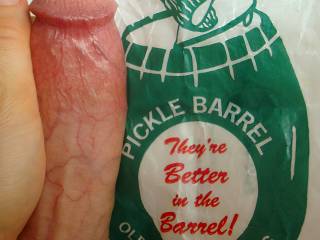 PICKLE BARREL
They're
Better
in the
Barrel!